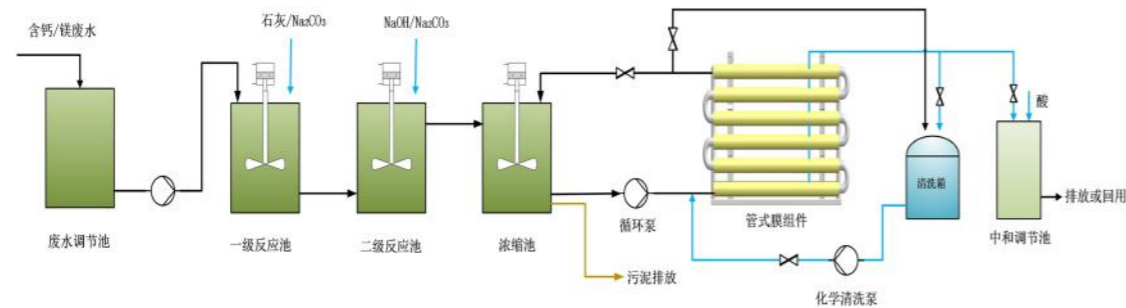 含钙/镁废水
石灰/Na₂CO₃
NaOH/Na₂CO₃
酸
清洗箱
排放或回用
废水调节池
一级反应池
二级反应池
浓缩池
循环泵
管式膜组件
中和调节池
污泥排放
化学清洗泵